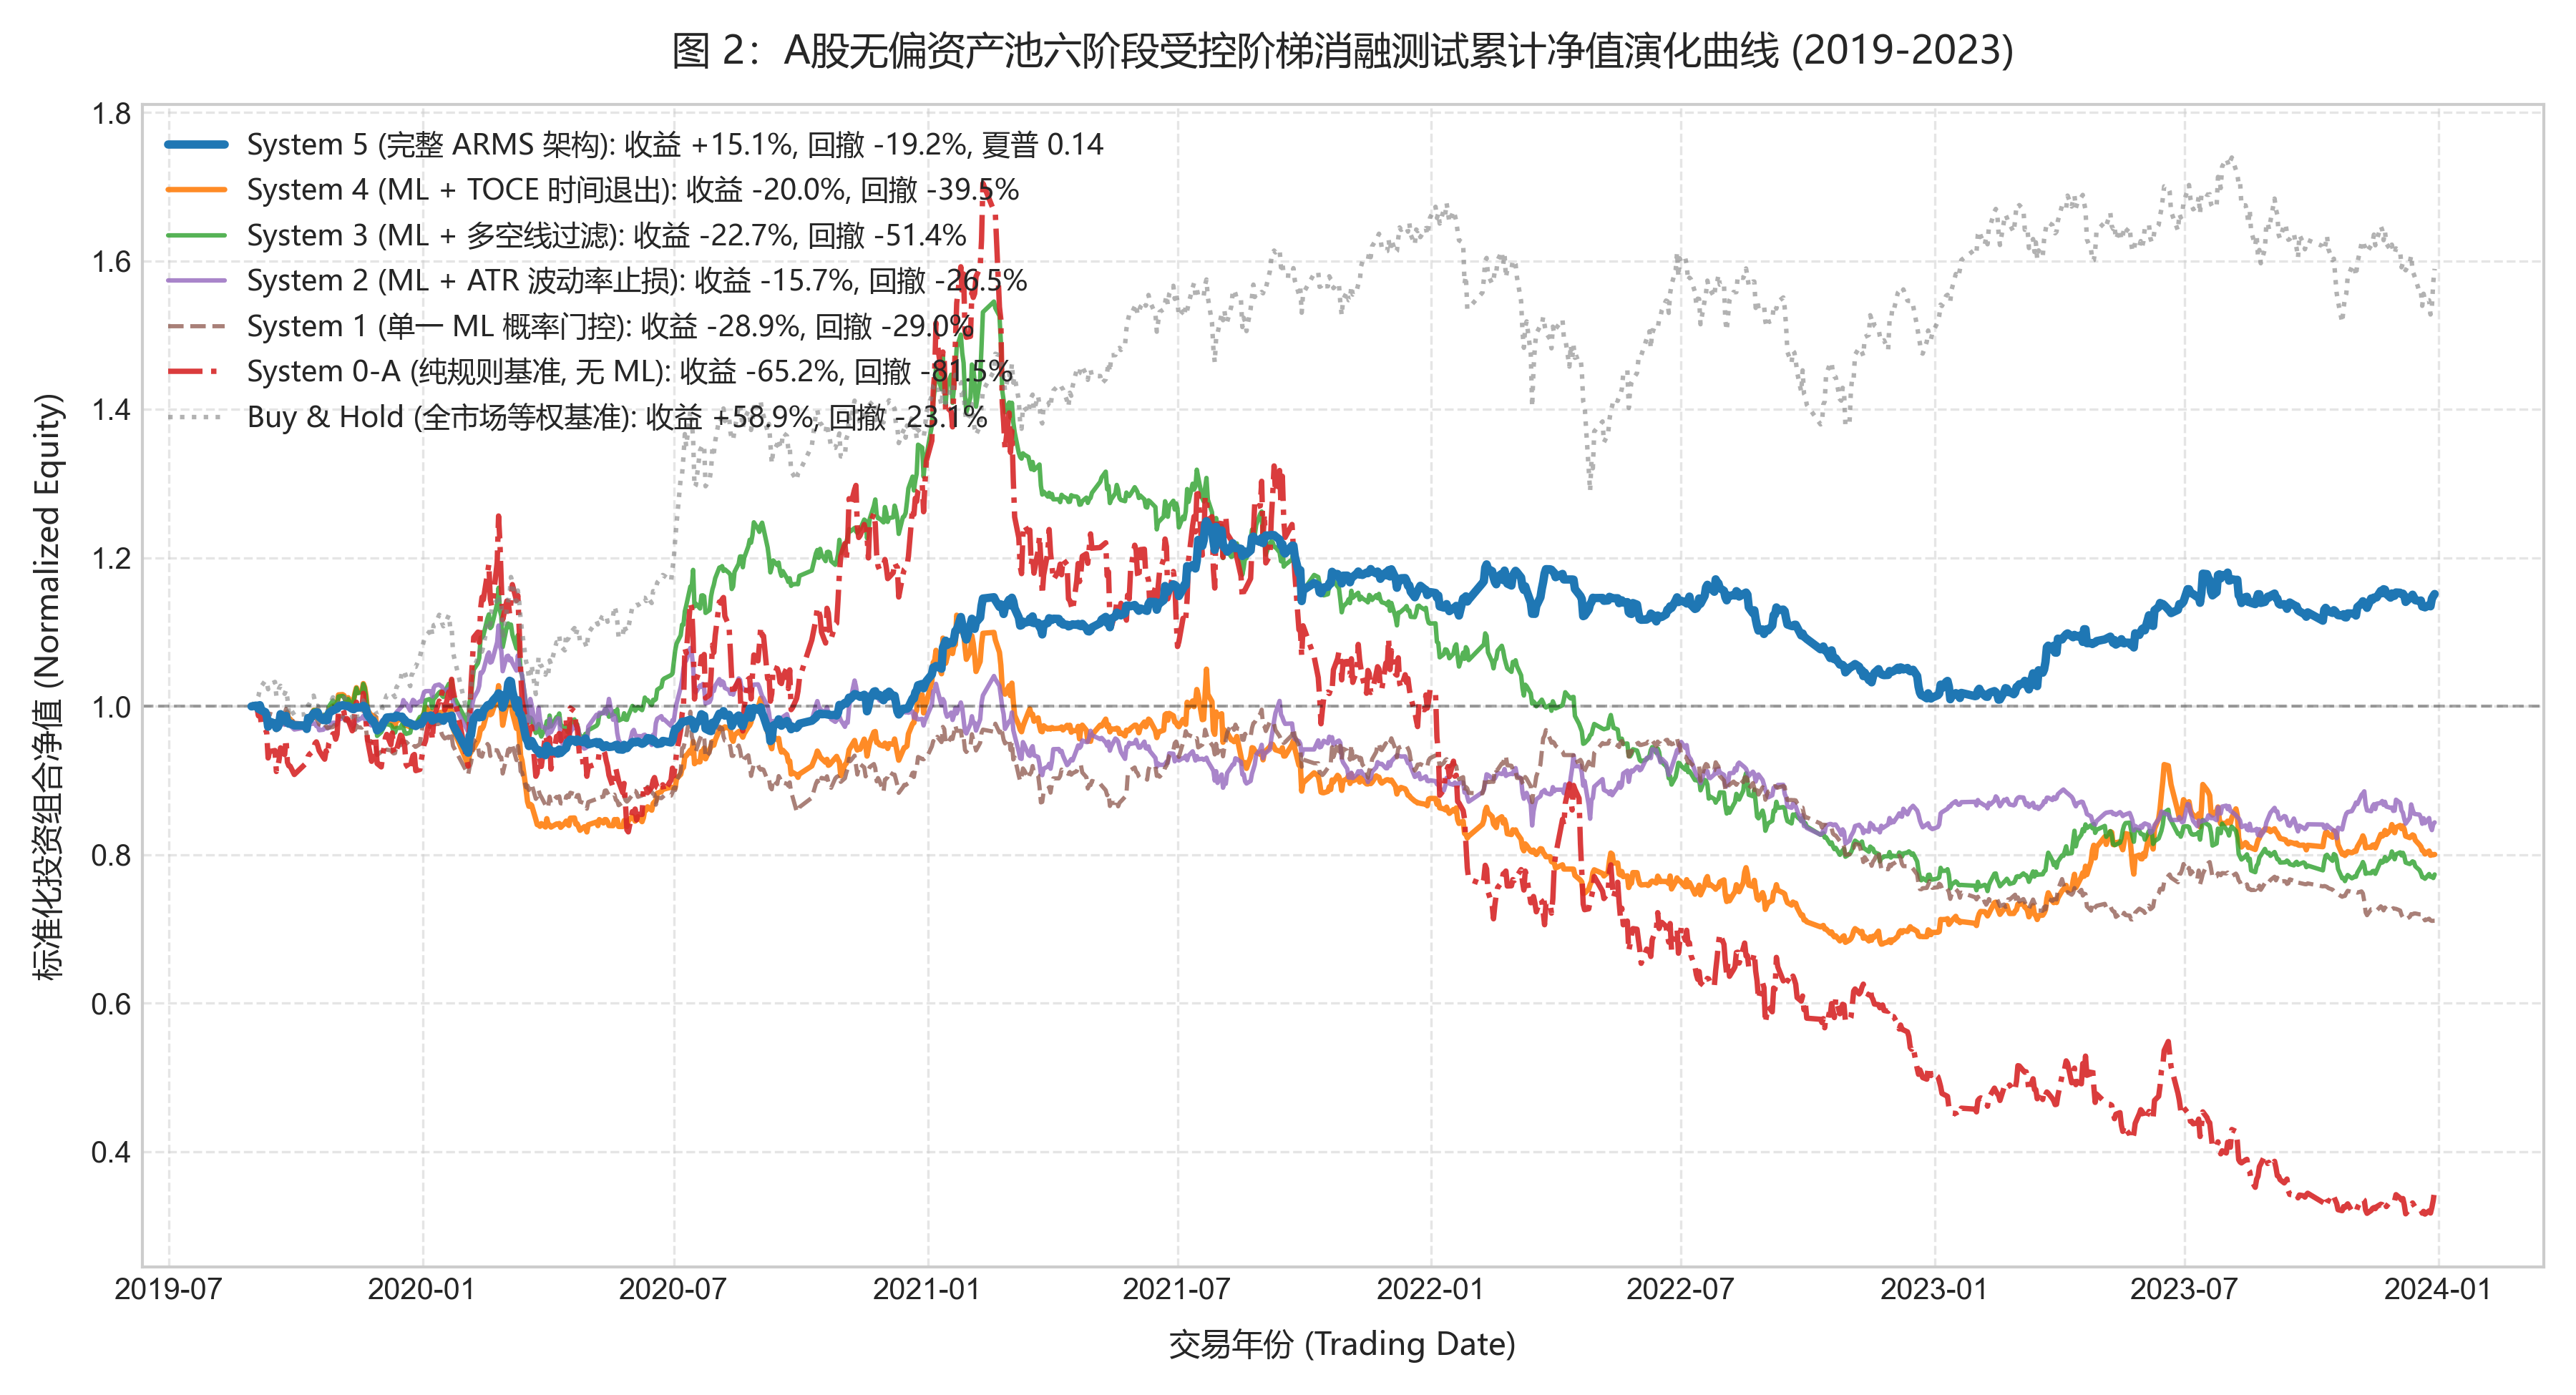 图 2：A股无偏资产池六阶段受控阶梯消融测试累计净值演化曲线 (2019-2023)
标准化投资组合净值 (Normalized Equity)
1.8
1.6
1.4
1.2
1.0
0.8
0.6
0.4
System 5 (完整 ARMS 架构): 收益 +15.1%, 回撤 -19.2%, 夏普 0.14
System 4 (ML + TOCE 时间退出): 收益 -20.0%, 回撤 -39.5%
System 3 (ML + 多空线过滤): 收益 -22.7%, 回撤 -51.4%
System 2 (ML + ATR 波动率止损): 收益 -15.7%, 回撤 -26.5%
System 1 (单一 ML 概率门控): 收益 -28.9%, 回撤 -29.0%
System 0-A (纯规则基准, 无 ML): 收益 -65.2%, 回撤 -81.5%
Buy & Hold (全市场等权基准): 收益 +58.9%, 回撤 -23.1%
2019-07
2020-01
2020-07
2021-01
2021-07
2022-01
2022-07
2023-01
2023-07
2024-01
交易年份 (Trading Date)